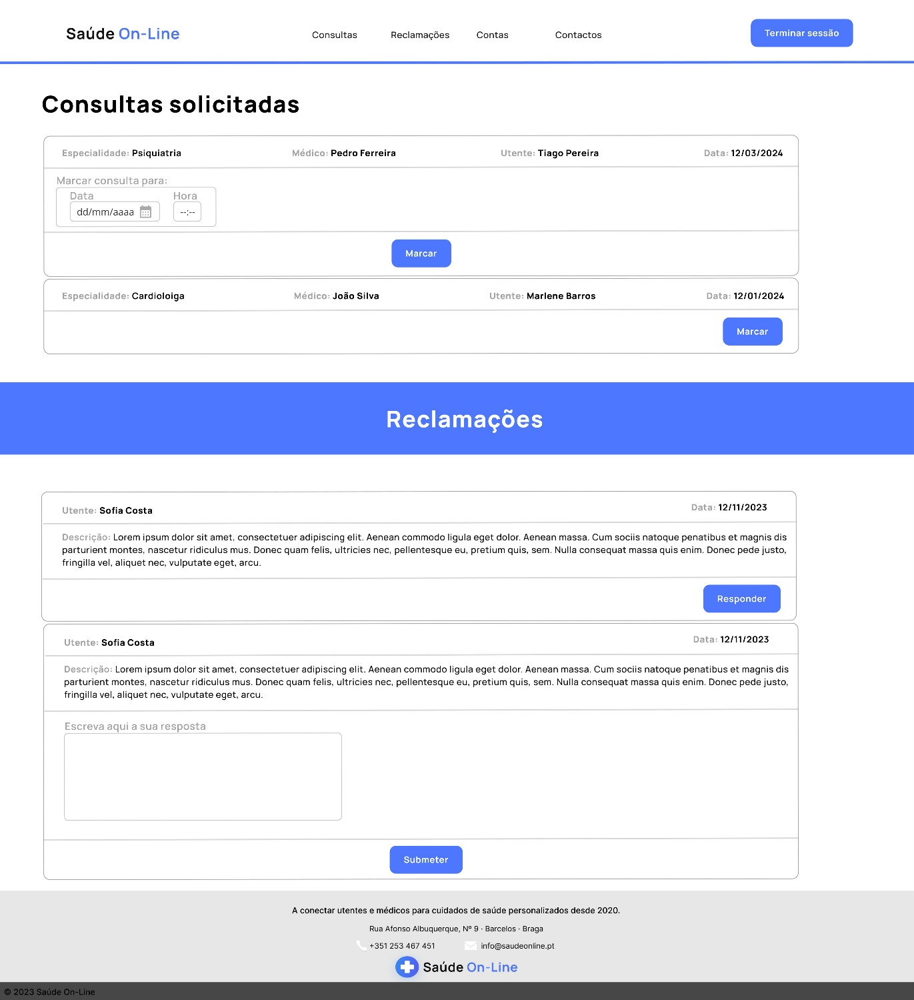 Saúde On-Line
Consultas
Reclamações
Contas
Contactos
Terminar sessão
Consultas solicitadas
Especialidade: Psiquiatria
Médico: Pedro Ferreira
Utente: Tiago Pereira
Data: 12/03/2024
Marcar consulta para:
Data
Hora
dd/mm/aaaa
--:--
Marcar
Especialidade: Cardioloiga
Médico: João Silva
Utente: Marlene Barros
Data: 12/01/2024
Marcar
Reclamações
Utente: Sofia Costa
Data: 12/11/2023
Descrição: Lorem ipsum dolor sit amet, consectetuer adipiscing elit. Aenean commodo ligula eget dolor. Aenean massa. Cum sociis natoque penatibus et magnis dis
parturient montes, nascetur ridiculus mus. Donec quam felis, ultricies nec, pellentesque eu, pretium quis, sem. Nulla consequat massa quis enim. Donec pede justo,
fringilla vel, aliquet nec, vulputate eget, arcu.
Responder
Utente: Sofia Costa
Data: 12/11/2023
Descrição: Lorem ipsum dolor sit amet, consectetuer adipiscing elit. Aenean commodo ligula eget dolor. Aenean massa. Cum sociis natoque penatibus et magnis dis
parturient montes, nascetur ridiculus mus. Donec quam felis, ultricies nec, pellentesque eu, pretium quis, sem. Nulla consequat massa quis enim. Donec pede justo,
fringilla vel, aliquet nec, vulputate eget, arcu.
Escreva aqui a sua resposta
Submeter
A conectar utentes e médicos para cuidados de saúde personalizados desde 2020.
Rua Afonso Albuquerque, Nº 9 · Barcelos · Braga
+351 253 467 451
info@saudeonline.pt
Saúde On-Line
© 2023 Saúde On-Line